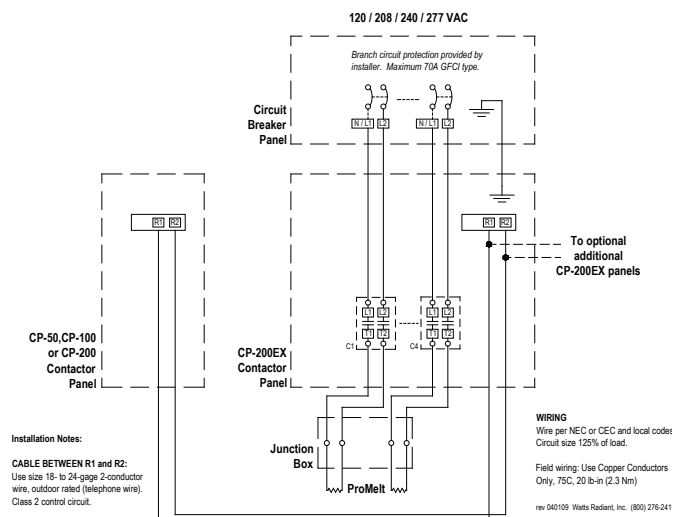 120 / 208 / 240 / 277 VAC
Branch circuit protection provided by
installer. Maximum 70A GFCI type.
Circuit
Breaker
Panel
N / L1 L2
N / L1 L2
R1 R2
R1 R2
To optional
additional
CP-200EX panels
L1 L2
L1 L2
T1 T2
T1 T2
C1
C4
CP-50,CP-100
or CP-200
Contactor
Panel
CP-200EX
Contactor
Panel
Junction
Box
ProMelt
Installation Notes:
CABLE BETWEEN R1 and R2:
Use size 18- to 24-gage 2-conductor
wire, outdoor rated (telephone wire).
Class 2 control circuit.
WIRING
Wire per NEC or CEC and local codes
Circuit size 125% of load.
Field wiring: Use Copper Conductors
Only, 75C, 20 lb-in (2.3 Nm)
rev 040109 Watts Radiant, Inc. (800) 276-241